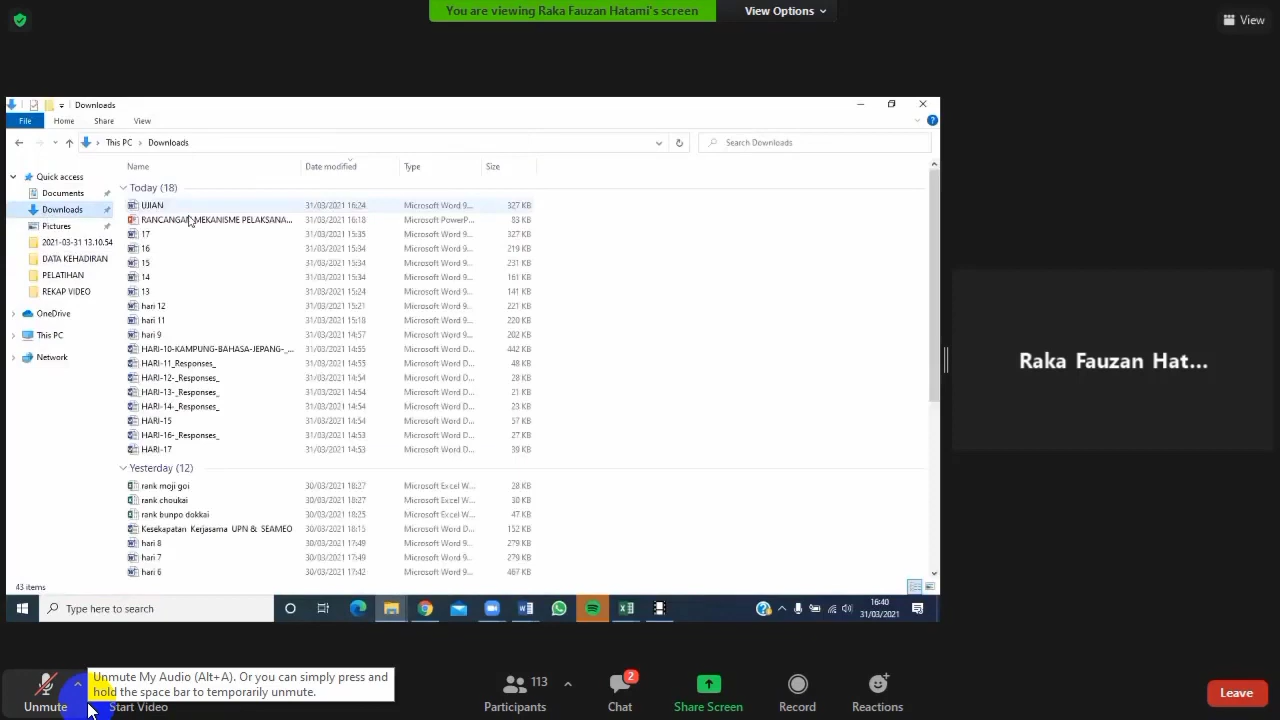 You are viewing Raka Fauzan Hatami's screen
View Options
View
Downloads
File Home Share View
This PC Downloads
Search Downloads
Name Date modified Type Size
Quick access
Documents
Downloads
Pictures
2021-03-31 13.10.54
DATA KEHADIRAN
PELATIHAN
REKAP VIDEO
OneDrive
This PC
Network
Today (18)
UJIAN 31/03/2021 16:24 Microsoft Word 9... 327 KB
RANCANGAN MEKANISME PELAKSANA... 31/03/2021 16:18 Microsoft PowerP... 83 KB
17 31/03/2021 15:35 Microsoft Word 9... 327 KB
16 31/03/2021 15:34 Microsoft Word 9... 219 KB
15 31/03/2021 15:34 Microsoft Word 9... 231 KB
14 31/03/2021 15:34 Microsoft Word 9... 161 KB
13 31/03/2021 15:24 Microsoft Word 9... 141 KB
hari 12 31/03/2021 15:21 Microsoft Word 9... 221 KB
hari 11 31/03/2021 15:18 Microsoft Word 9... 220 KB
hari 9 31/03/2021 14:57 Microsoft Word 9... 202 KB
HARI-10-KAMPUNG-BAHASA-JEPANG-_... 31/03/2021 14:55 Microsoft Word D... 442 KB
HARI-11_Responses_ 31/03/2021 14:55 Microsoft Word D... 48 KB
HARI-12-_Responses_ 31/03/2021 14:54 Microsoft Word D... 28 KB
HARI-13-_Responses_ 31/03/2021 14:54 Microsoft Word D... 21 KB
HARI-14-_Responses_ 31/03/2021 14:54 Microsoft Word D... 23 KB
HARI-15 31/03/2021 14:54 Microsoft Word D... 57 KB
HARI-16-_Responses_ 31/03/2021 14:53 Microsoft Word D... 27 KB
HARI-17 31/03/2021 14:53 Microsoft Word D... 39 KB
Yesterday (12)
rank moji goi 30/03/2021 18:27 Microsoft Excel W... 28 KB
rank choukai 30/03/2021 18:27 Microsoft Excel W... 30 KB
rank bunpo dokkai 30/03/2021 18:25 Microsoft Excel W... 47 KB
Kesekapatan Kerjasama UPN & SEAMEO 30/03/2021 18:15 Microsoft Word D... 152 KB
hari 8 30/03/2021 17:49 Microsoft Word 9... 279 KB
hari 7 30/03/2021 17:49 Microsoft Word 9... 279 KB
hari 6 30/03/2021 17:42 Microsoft Word 9... 467 KB
43 items
Type here to search
16:40
31/03/2021
Raka Fauzan Hat...
Unmute My Audio (Alt+A). Or you can simply press and
hold the space bar to temporarily unmute.
113
2
Unmute
Start Video
Participants
Chat
Share Screen
Record
Reactions
Leave